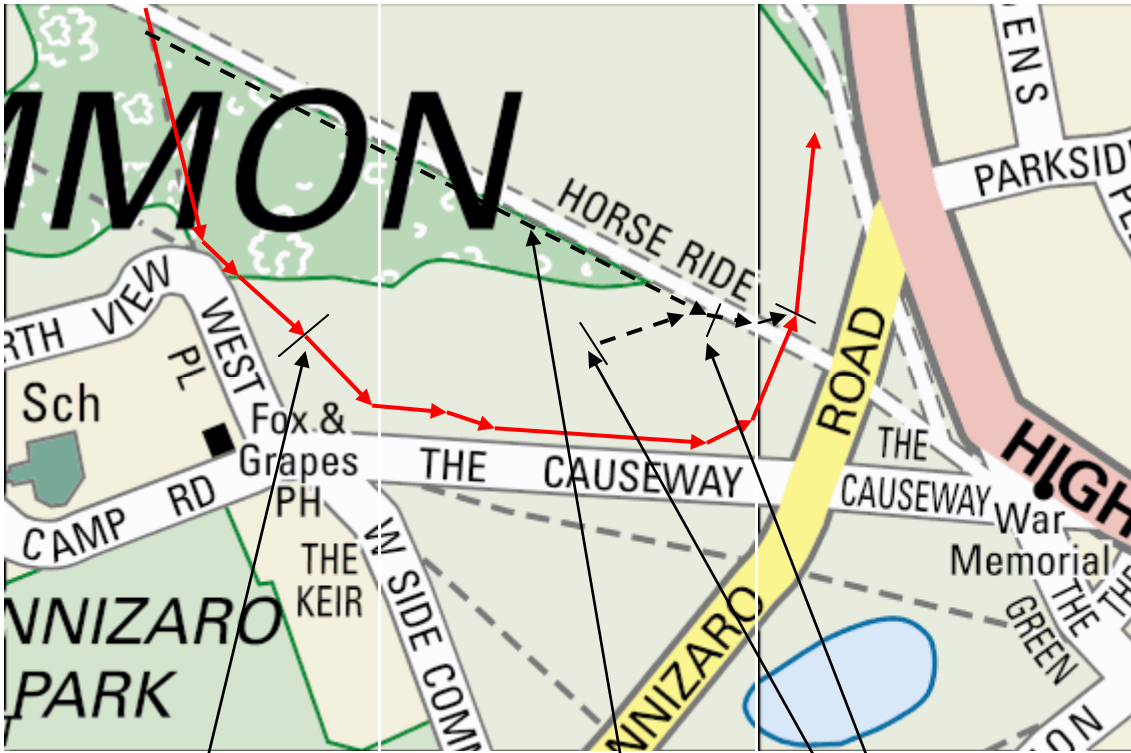 ENS
MMON
PARKSID
HORSE RIDE
RTH VIEW
WEST
PL
ROAD
Sch
Fox &
Grapes
PH
THE CAUSEWAY
THE
CAUSEWAY
HIGH
War
Memorial
CAMP RD
W SIDE COMM
THE
KEIR
NNIZARO
PARK
NNIZARO
THE
GREEN
THE
ON